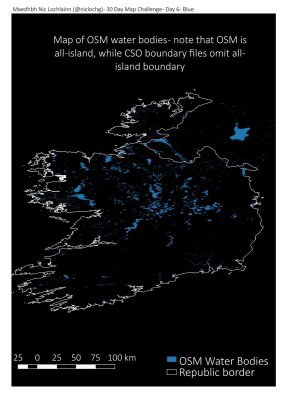 Maedhbh Nic Lochlainn (@niclochg)- 30 Day Map Challenge- Day 6- Blue
Map of OSM water bodies- note that OSM is
all-island, while CSO boundary files omit all-
island boundary
25 0 25 50 75 100 km
OSM Water Bodies
Republic border